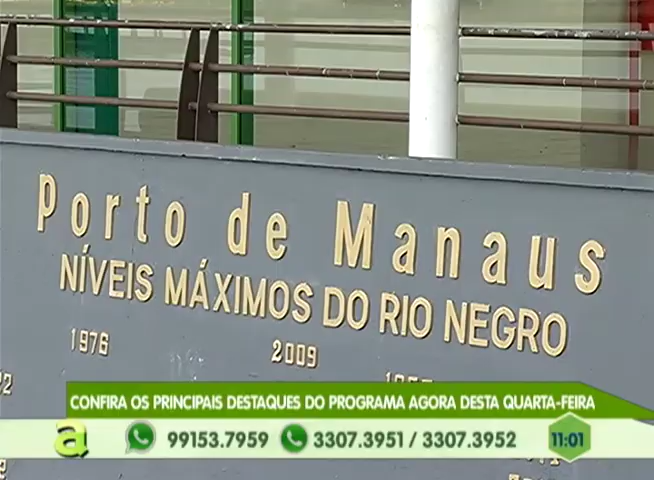 Porto de Manaus
NÍVEIS MÁXIMOS DO RIO NEGRO
1976 2009
CONFIRA OS PRINCIPAIS DESTAQUES DO PROGRAMA AGORA DESTA QUARTA-FEIRA
a 99153.7959 3307.3951 / 3307.3952 11:01